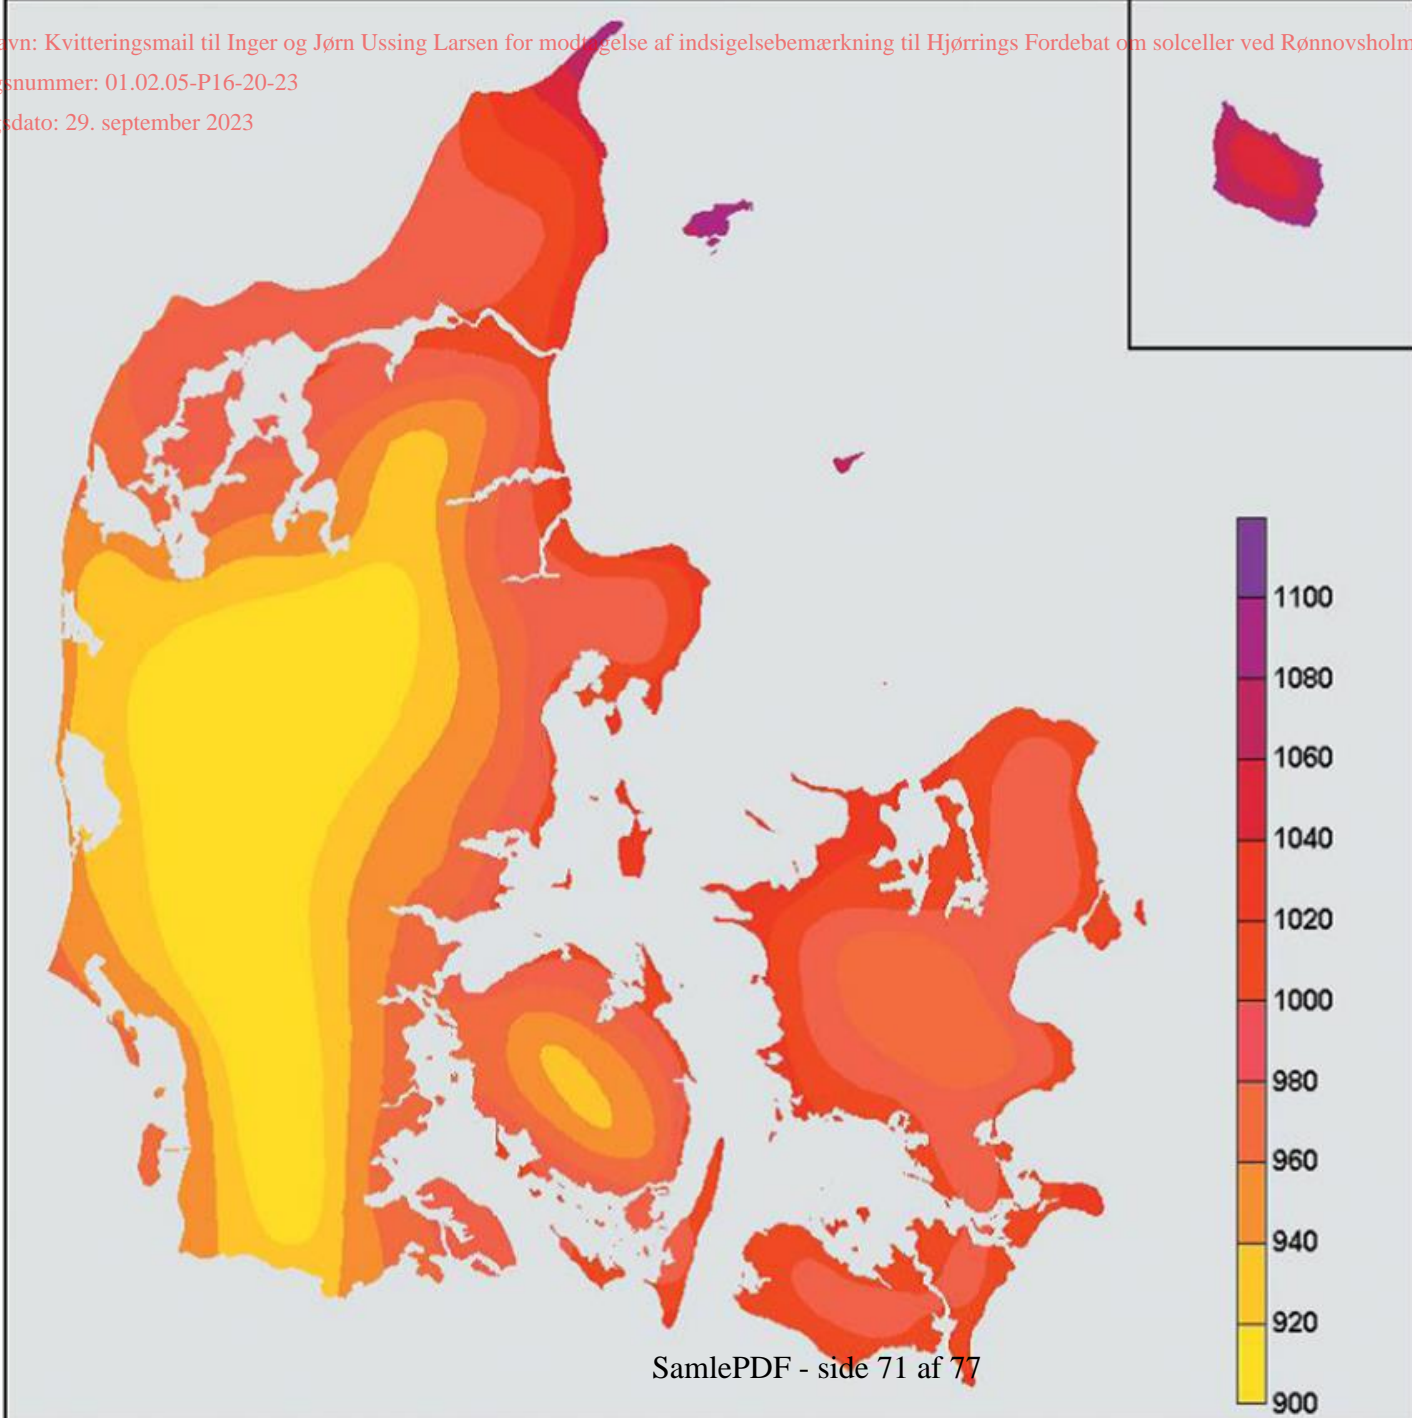 vn: Kvitteringsmail til Inger og Jørn Ussing Larsen for modtagelse af indsigelsebemærkning til Hjørrings Fordebat om solceller ved Rønnovsholm
snummer: 01.02.05-P16-20-23
sdato: 29. september 2023
1100
1080
1060
1040
1020
1000
980
960
940
920
900
SamlePDF - side 71 af 77